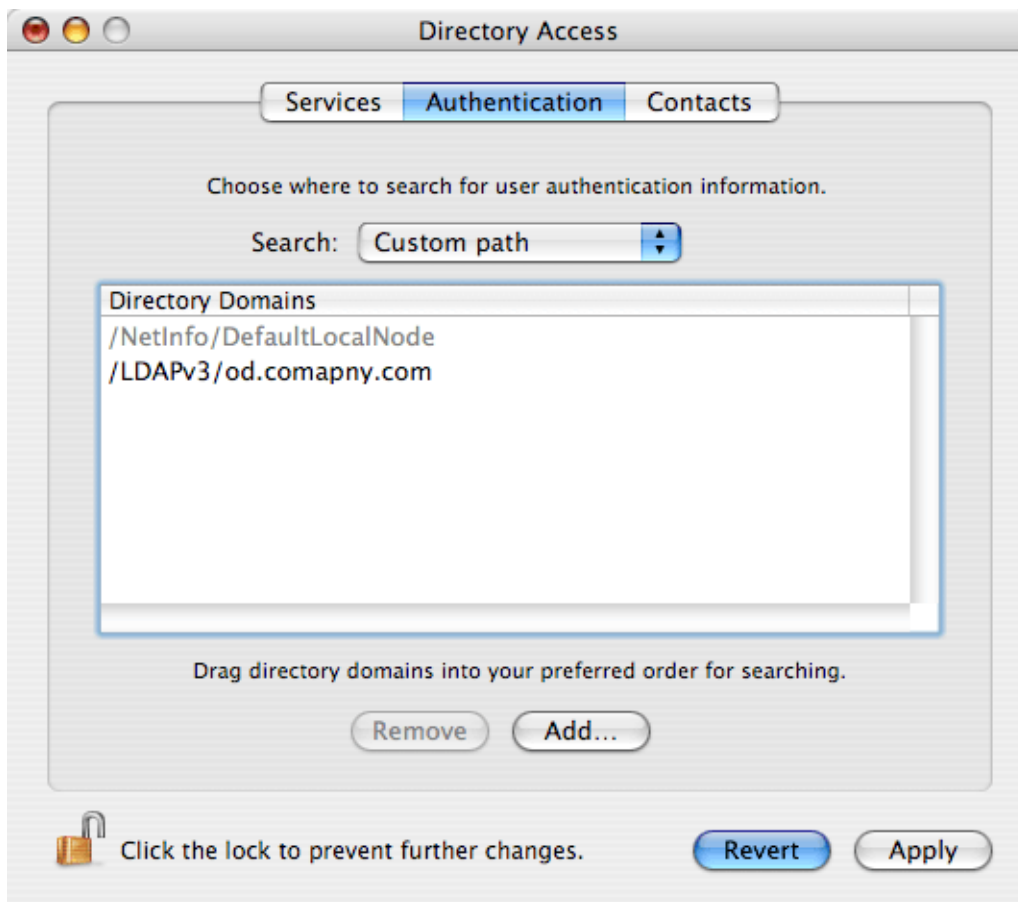 Directory Access
Services Authentication Contacts
Choose where to search for user authentication information.
Search: Custom path
Directory Domains
/NetInfo/DefaultLocalNode
/LDAPv3/od.comapny.com
Drag directory domains into your preferred order for searching.
Remove Add...
Click the lock to prevent further changes. Revert Apply